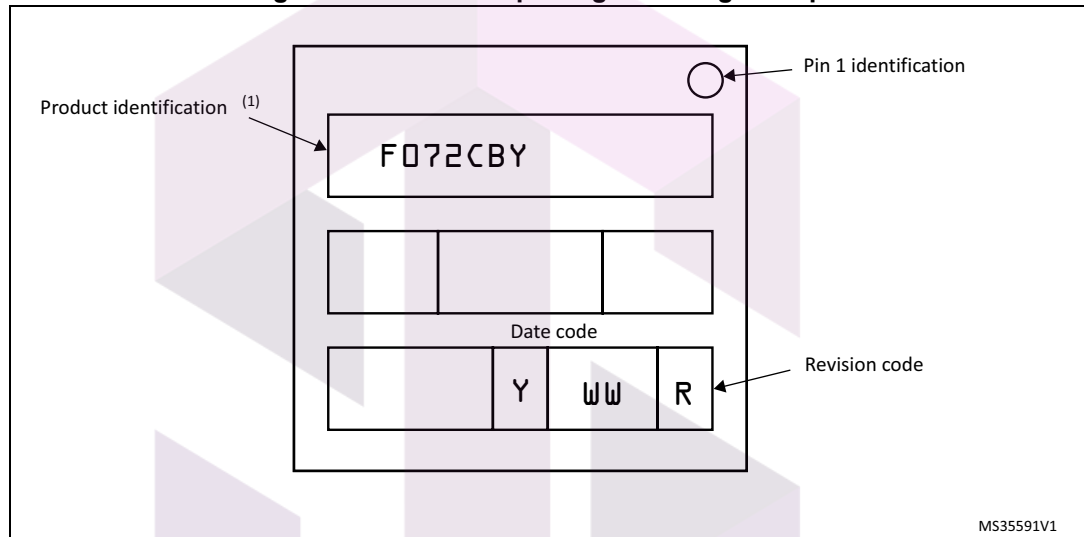 Pin 1 identification
Product identification (1)
F072CBY
Date code
Y WW R
Revision code
MS35591V1